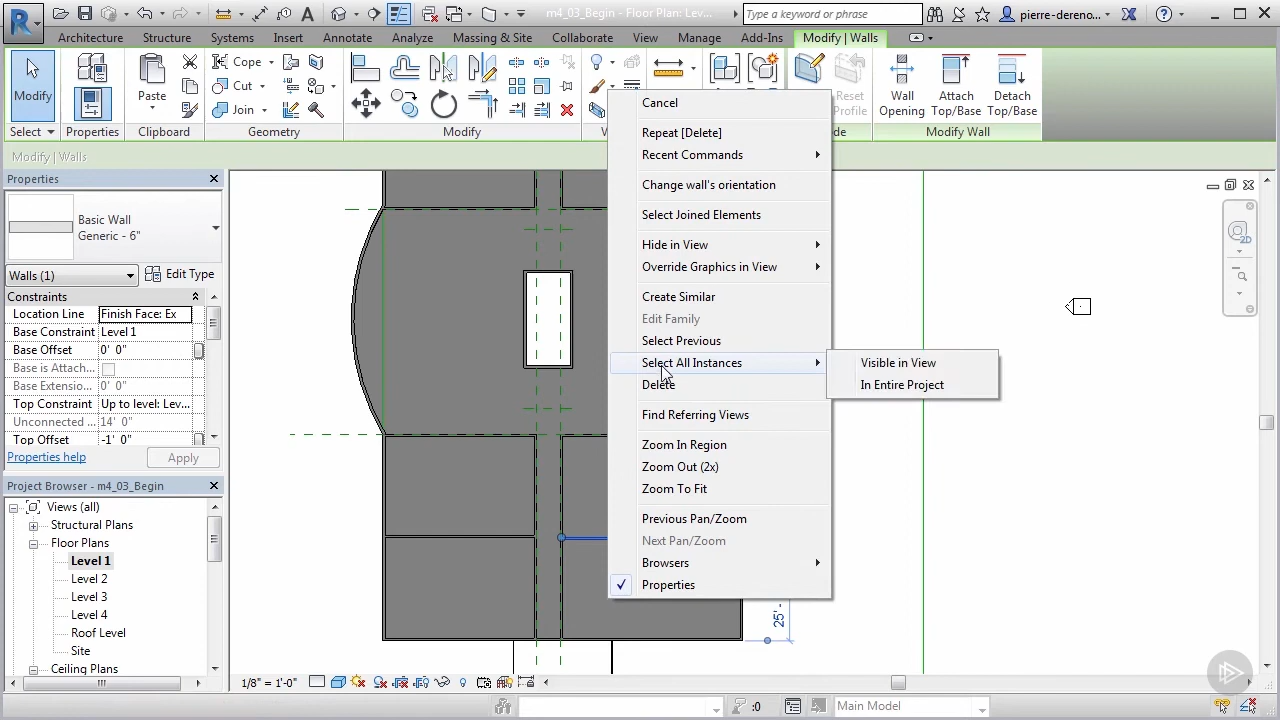 m4_03_Begin - Floor Plan: Lev...
Type a keyword or phrase
pierre-dereno...
Architecture
Structure
Systems
Insert
Annotate
Analyze
Massing & Site
Collaborate
View
Manage
Add-Ins
Modify | Walls
Modify
Paste
Cope
Cut
Join
Reset Profile
Wall Opening
Attach Top/Base
Detach Top/Base
Select
Properties
Clipboard
Geometry
Modify
Modify Wall
Modify | Walls
Properties
Basic Wall
Generic - 6"
Walls (1)
Edit Type
Constraints
Location Line
Finish Face: Ex
Base Constraint
Level 1
Base Offset
0' 0"
Base is Attach...
Base Extensio...
0' 0"
Top Constraint
Up to level: Lev...
Unconnected ...
14' 0"
Top Offset
-1' 0"
Properties help
Apply
Project Browser - m4_03_Begin
Views (all)
Structural Plans
Floor Plans
Level 1
Level 2
Level 3
Level 4
Roof Level
Site
Ceiling Plans
Cancel
Repeat [Delete]
Recent Commands
Change wall's orientation
Select Joined Elements
Hide in View
Override Graphics in View
Create Similar
Edit Family
Select Previous
Select All Instances
Visible in View
In Entire Project
Delete
Find Referring Views
Zoom In Region
Zoom Out (2x)
Zoom To Fit
Previous Pan/Zoom
Next Pan/Zoom
Browsers
Properties
25' -
2D
1/8" = 1'-0"
:0
Main Model